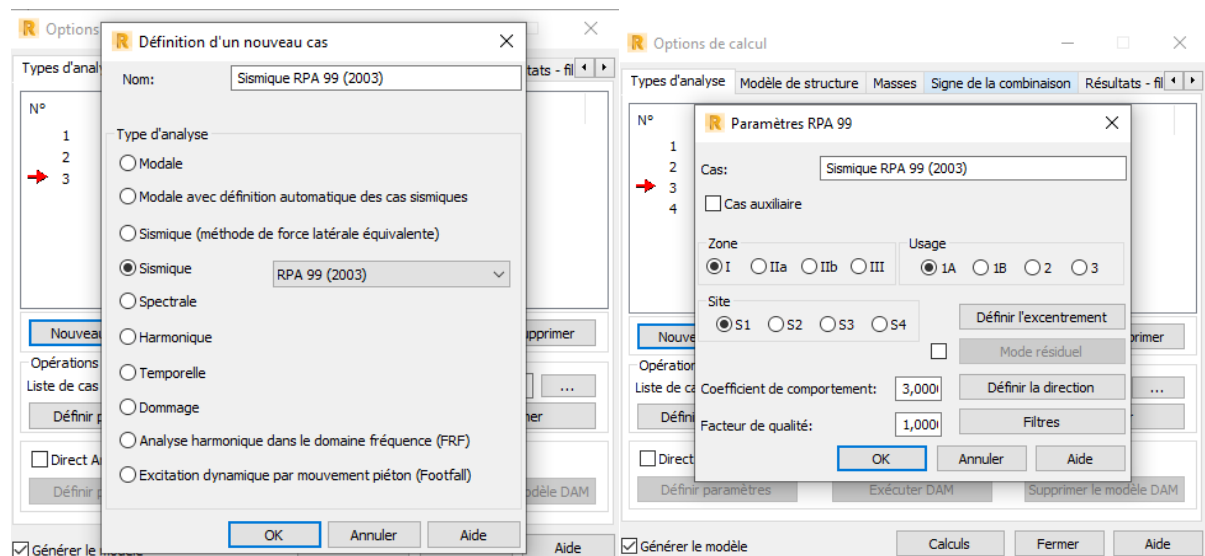 Options
Définition d'un nouveau cas
Types d'analy
tats - fil
Nom:
Sismique RPA 99 (2003)
N°
1
2
3
Type d'analyse
Modale
Modale avec définition automatique des cas sismiques
Sismique (méthode de force latérale équivalente)
Sismique
RPA 99 (2003)
Spectrale
Harmonique
Temporelle
Dommage
Analyse harmonique dans le domaine fréquence (FRF)
Excitation dynamique par mouvement piéton (Footfall)
Nouveau
pprimer
Opérations
Liste de cas
...
Définir p
ner
Direct A
Définir p
odèle DAM
OK
Annuler
Aide
Générer le modèle
Aide
Options de calcul
Types d'analyse Modèle de structure Masses Signe de la combinaison Résultats - fil
N°
1
2
3
4
Paramètres RPA 99
Cas:
Sismique RPA 99 (2003)
Cas auxiliaire
Zone
I IIa IIb III
Usage
1A 1B 2 3
Site
S1 S2 S3 S4
Définir l'excentrement
Mode résiduel
Coefficient de comportement: 3,000
Définir la direction
Facteur de qualité: 1,000
Filtres
OK Annuler Aide
Nouve
primer
Opération
Liste de ca
...
Défini
Direct
Définir paramètres
Exécuter DAM
Supprimer le modèle DAM
Générer le modèle
Calculs
Fermer
Aide